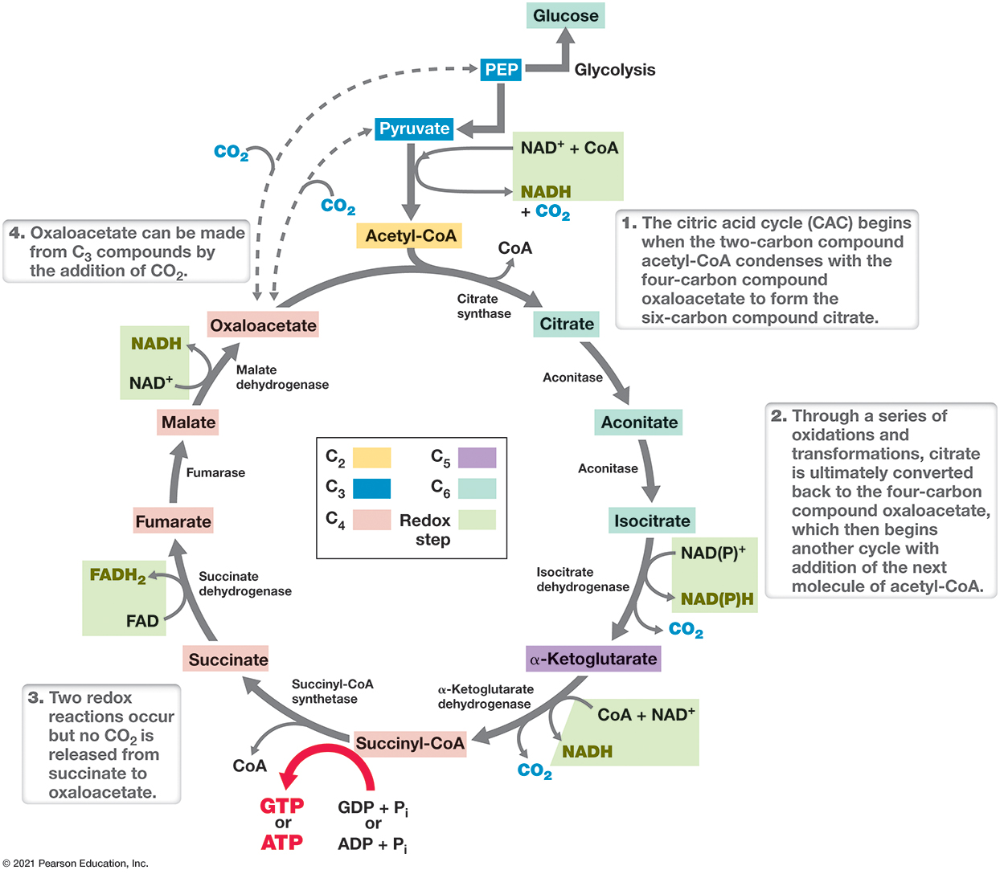 Glucose
PEP
Glycolysis
Pyruvate
CO2
NAD+ + CoA
NADH
+ CO2
CO2
Acetyl-CoA
4. Oxaloacetate can be made
from C3 compounds by
the addition of CO2.
1. The citric acid cycle (CAC) begins
when the two-carbon compound
acetyl-CoA condenses with the
four-carbon compound
oxaloacetate to form the
six-carbon compound citrate.
CoA
Citrate
synthase
Oxaloacetate
Citrate
NADH
NAD+
Malate
dehydrogenase
Aconitase
Malate
Aconitate
2. Through a series of
oxidations and
transformations, citrate
is ultimately converted
back to the four-carbon
compound oxaloacetate,
which then begins
another cycle with
addition of the next
molecule of acetyl-CoA.
C2
C5
C3
C6
C4
Redox
step
Fumarase
Aconitase
Fumarate
Isocitrate
FADH2
FAD
Succinate
dehydrogenase
Isocitrate
dehydrogenase
NAD(P)+
NAD(P)H
CO2
Succinate
α-Ketoglutarate
3. Two redox
reactions occur
but no CO2 is
released from
succinate to
oxaloacetate.
Succinyl-CoA
synthetase
α-Ketoglutarate
dehydrogenase
CoA + NAD+
NADH
CO2
Succinyl-CoA
CoA
GTP
or
ATP
GDP + Pi
or
ADP + Pi
© 2021 Pearson Education, Inc.